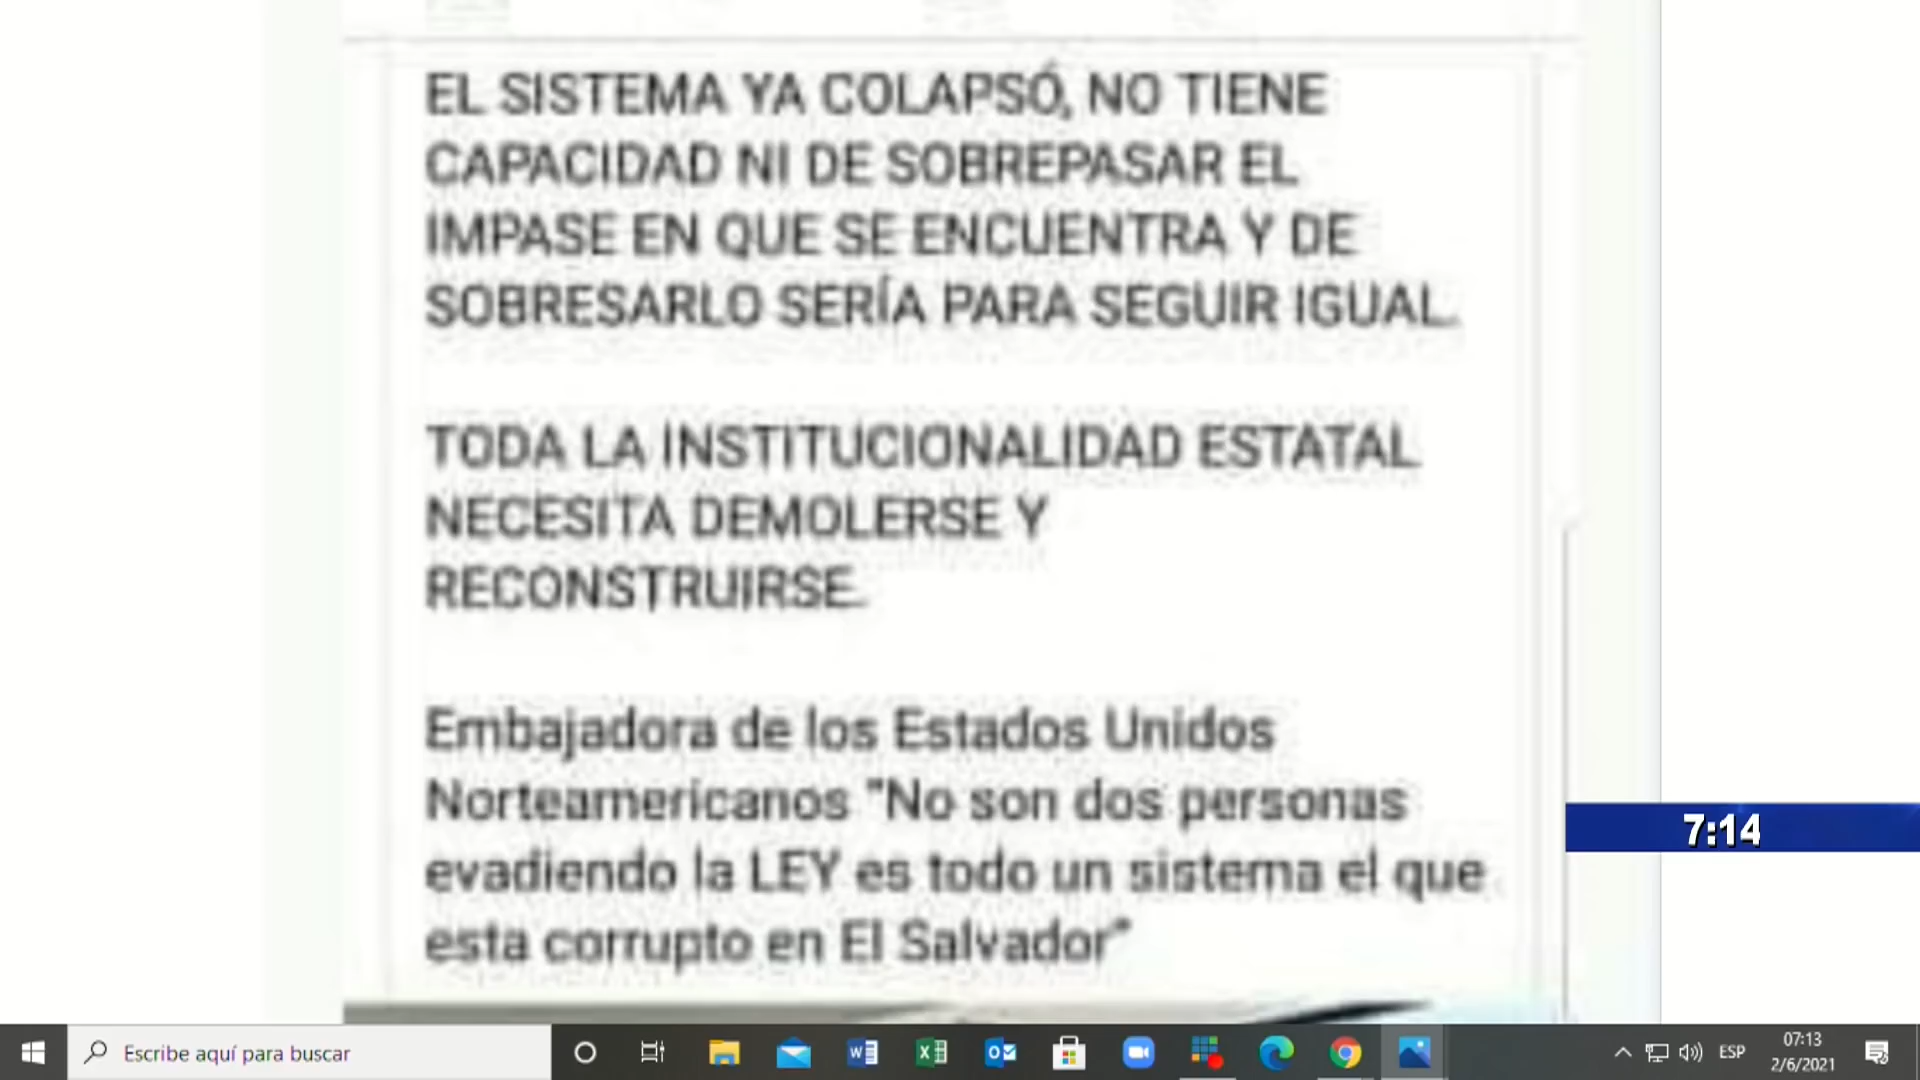 EL SISTEMA YA COLAPSÓ, NO TIENE
CAPACIDAD NI DE SOBREPASAR EL
IMPASE EN QUE SE ENCUENTRA Y DE
SOBRESARLO SERÍA PARA SEGUIR IGUAL.
TODA LA INSTITUCIONALIDAD ESTATAL
NECESITA DEMOLERSE Y
RECONSTRUIRSE.
Embajadora de los Estados Unidos
Norteamericanos "No son dos personas
evadiendo la LEY es todo un sistema el que
esta corrupto en El Salvador"
7:14
Escribe aquí para buscar
ESP
07:13
2/6/2021